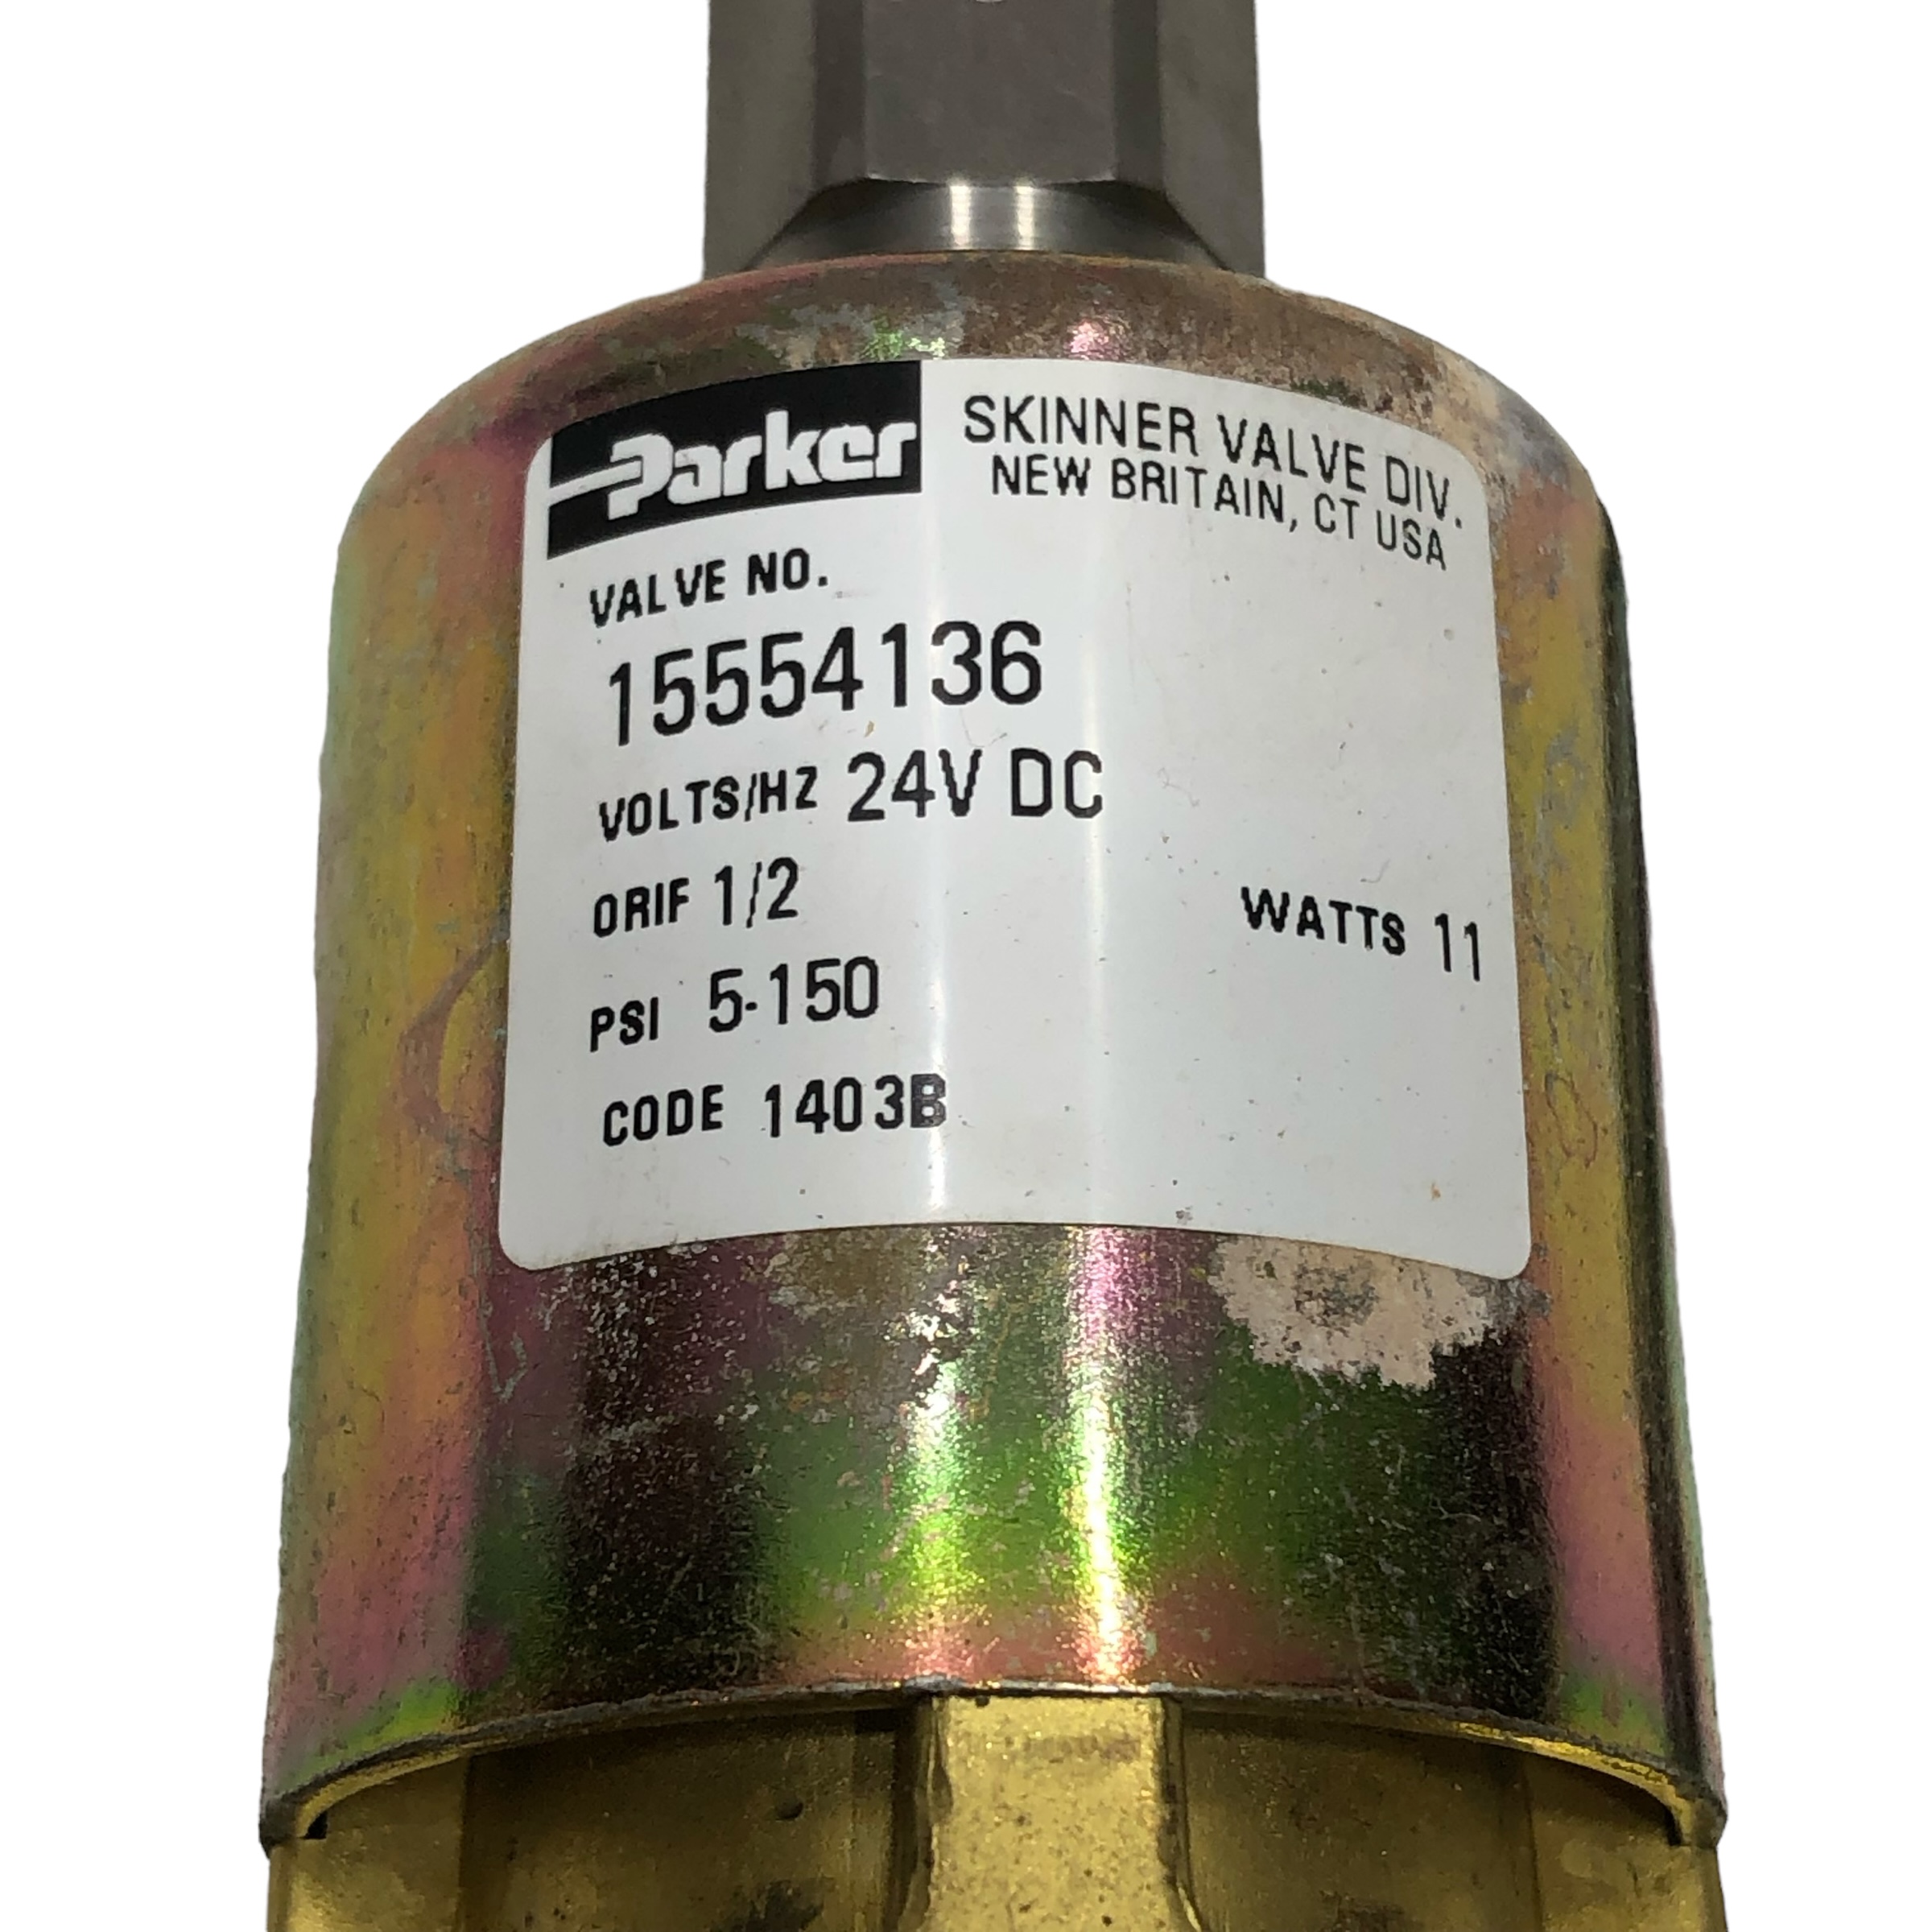 Parker
SKINNER VALVE DIV.
NEW BRITAIN, CT USA
VALVE NO.
15554136
VOLTS/HZ 24V DC
ORIF 1/2
WATTS 11
PSI 5-150
CODE 1403B